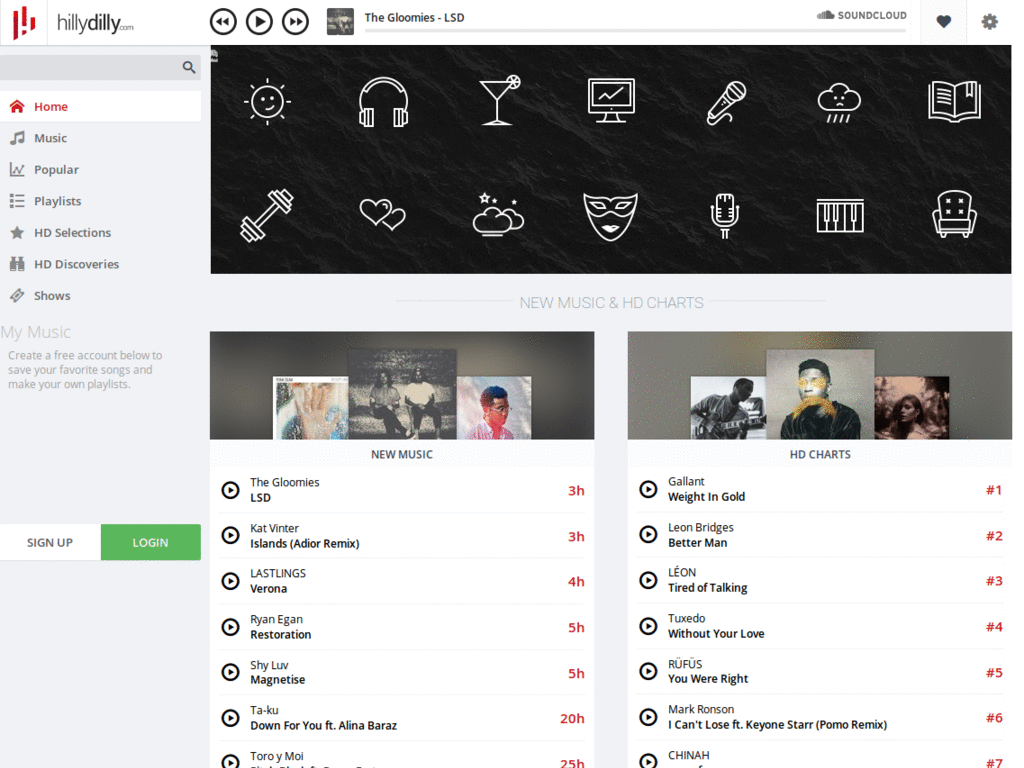 hillydilly.com
The Gloomies - LSD
SOUNDCLOUD
Home
Music
Popular
Playlists
HD Selections
HD Discoveries
Shows
My Music
Create a free account below to
save your favorite songs and
make your own playlists.
SIGN UP
LOGIN
NEW MUSIC & HD CHARTS
NEW MUSIC
The Gloomies
LSD
3h
Kat Vinter
Islands (Adior Remix)
3h
LASTLINGS
Verona
4h
Ryan Egan
Restoration
5h
Shy Luv
Magnetise
5h
Ta-ku
Down For You ft. Alina Baraz
20h
Toro y Moi
25h
HD CHARTS
Gallant
Weight In Gold
#1
Leon Bridges
Better Man
#2
LÉON
Tired of Talking
#3
Tuxedo
Without Your Love
#4
RÜFÜS
You Were Right
#5
Mark Ronson
I Can't Lose ft. Keyone Starr (Pomo Remix)
#6
CHINAH
#7